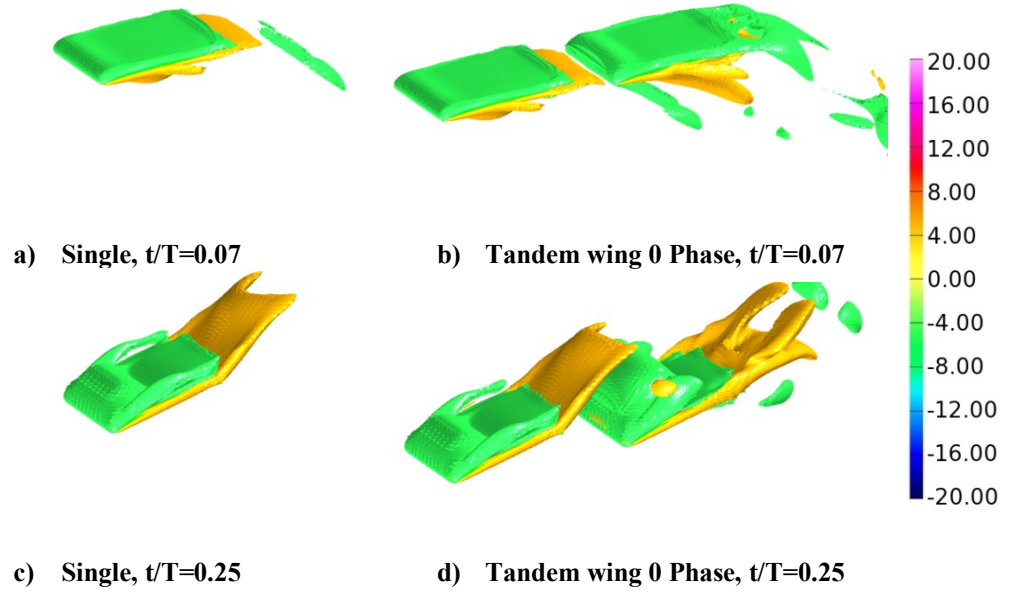 20.00
16.00
12.00
8.00
4.00
0.00
-4.00
-8.00
-12.00
-16.00
-20.00
a) Single, t/T=0.07
b) Tandem wing 0 Phase, t/T=0.07
c) Single, t/T=0.25
d) Tandem wing 0 Phase, t/T=0.25